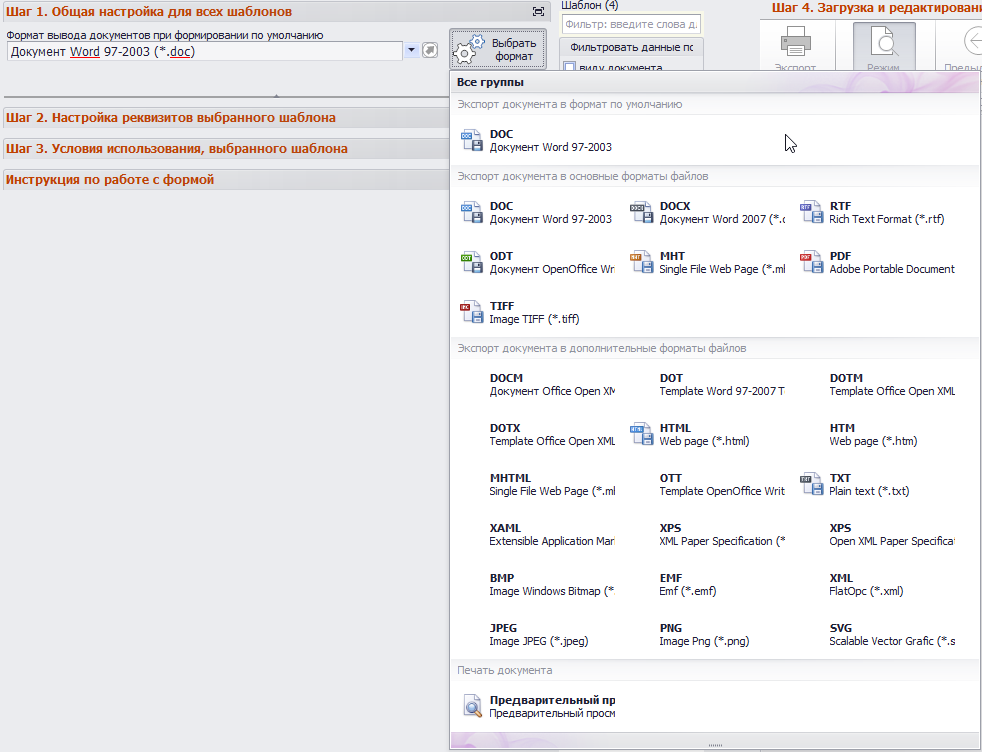 Шаг 1. Общая настройка для всех шаблонов
Формат вывода документов при формировании по умолчанию
Документ Word 97-2003 (*.doc)
Выбрать
формат
Шаг 2. Настройка реквизитов выбранного шаблона
Шаг 3. Условия использования, выбранного шаблона
Инструкция по работе с формой
Шаблон (4)
Фильтр: введите слова д
Фильтровать данные пс
виду документа
Шаг 4. Загрузка и редактировани
Экспорт
Режим
Преды
Все группы
Экспорт документа в формат по умолчанию
DOC
Документ Word 97-2003
Экспорт документа в основные форматы файлов
DOC
Документ Word 97-2003
DOCX
Документ Word 2007 (*.c
RTF
Rich Text Format (*.rtf)
ODT
Документ OpenOffice Wri
MHT
Single File Web Page (*.ml
PDF
Adobe Portable Document
TIFF
Image TIFF (*.tiff)
Экспорт документа в дополнительные форматы файлов
DOCM
Документ Office Open XM
DOT
Template Word 97-2007 T
DOTM
Template Office Open XML
DOTX
Template Office Open XML
HTML
Web page (*.html)
HTM
Web page (*.htm)
MHTML
Single File Web Page (*.ml
OTT
Template OpenOffice Writ
TXT
Plain text (*.txt)
XAML
Extensible Application Mar
XPS
XML Paper Specification (*
XPS
Open XML Paper Specifica
BMP
Image Windows Bitmap (*
EMF
Emf (*.emf)
XML
FlatOpc (*.xml)
JPEG
Image JPEG (*.jpeg)
PNG
Image Png (*.png)
SVG
Scalable Vector Grafic (*.s
Печать документа
Предварительный пр
Предварительный просм